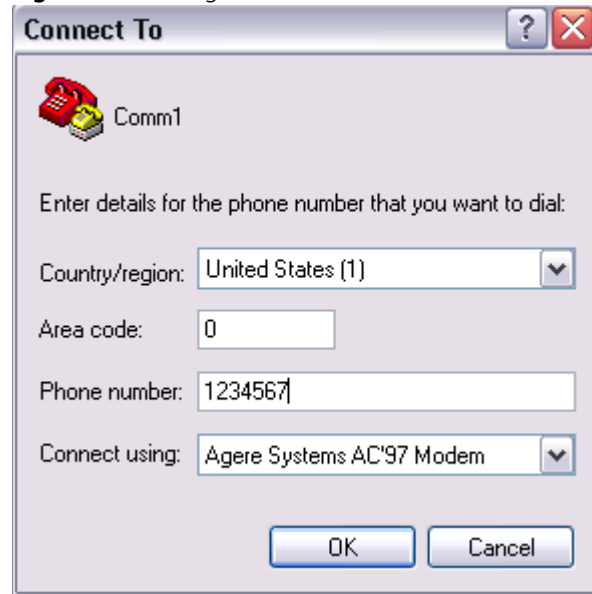 Connect To
?
Comm1
Enter details for the phone number that you want to dial:
Country/region: United States (1)
Area code: 0
Phone number: 1234567
Connect using: Agere Systems AC'97 Modem
OK Cancel